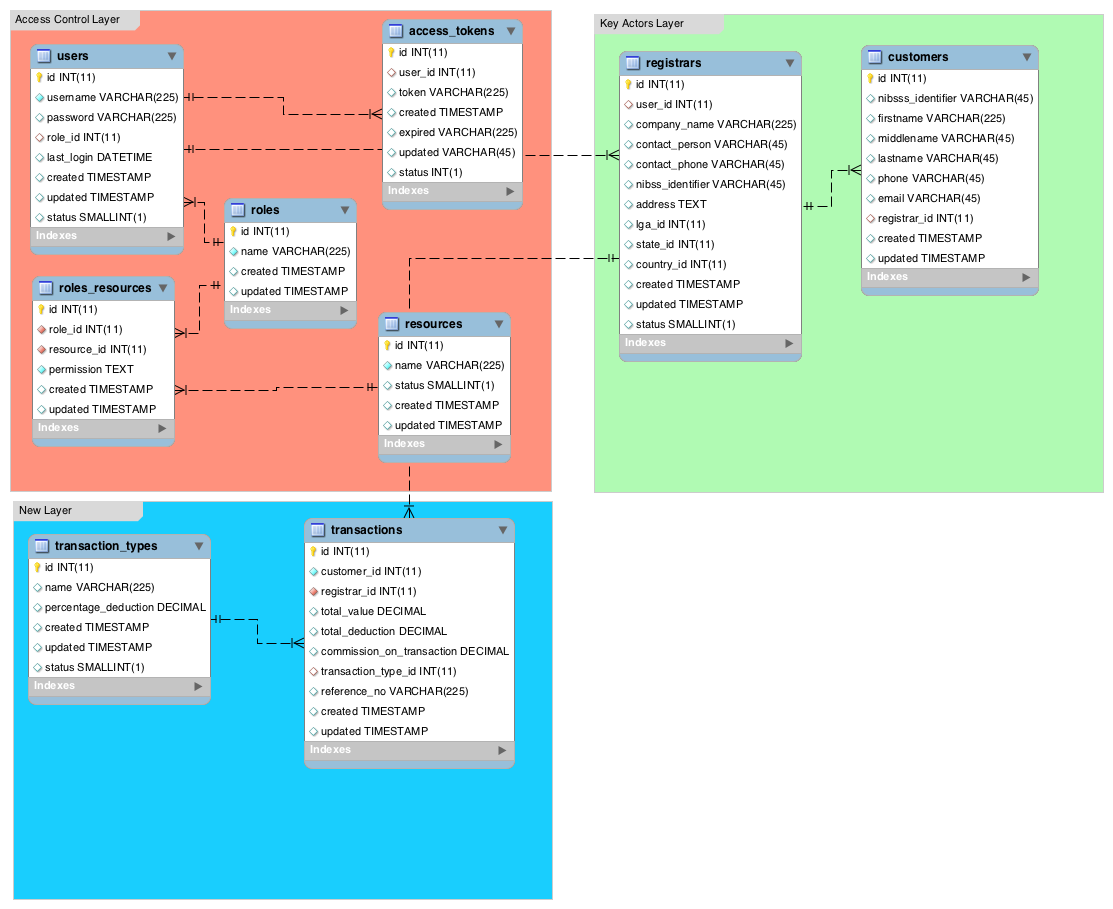 Access Control Layer
users
id INT(11)
username VARCHAR(225)
password VARCHAR(225)
role_id INT(11)
last_login DATETIME
created TIMESTAMP
updated TIMESTAMP
status SMALLINT(1)
Indexes
access_tokens
id INT(11)
user_id INT(11)
token VARCHAR(225)
created TIMESTAMP
expired VARCHAR(225)
updated VARCHAR(45)
status INT(1)
Indexes
roles
id INT(11)
name VARCHAR(225)
created TIMESTAMP
updated TIMESTAMP
Indexes
roles_resources
id INT(11)
role_id INT(11)
resource_id INT(11)
permission TEXT
created TIMESTAMP
updated TIMESTAMP
Indexes
resources
id INT(11)
name VARCHAR(225)
status SMALLINT(1)
created TIMESTAMP
updated TIMESTAMP
Indexes
Key Actors Layer
registrars
id INT(11)
user_id INT(11)
company_name VARCHAR(225)
contact_person VARCHAR(45)
contact_phone VARCHAR(45)
nibss_identifier VARCHAR(45)
address TEXT
lga_id INT(11)
state_id INT(11)
country_id INT(11)
created TIMESTAMP
updated TIMESTAMP
status SMALLINT(1)
Indexes
customers
id INT(11)
nibsss_identifier VARCHAR(45)
firstname VARCHAR(225)
middlename VARCHAR(45)
lastname VARCHAR(45)
phone VARCHAR(45)
email VARCHAR(45)
registrar_id INT(11)
created TIMESTAMP
updated TIMESTAMP
Indexes
New Layer
transaction_types
id INT(11)
name VARCHAR(225)
percentage_deduction DECIMAL
created TIMESTAMP
updated TIMESTAMP
status SMALLINT(1)
Indexes
transactions
id INT(11)
customer_id INT(11)
registrar_id INT(11)
total_value DECIMAL
total_deduction DECIMAL
commission_on_transaction DECIMAL
transaction_type_id INT(11)
reference_no VARCHAR(225)
created TIMESTAMP
updated TIMESTAMP
Indexes